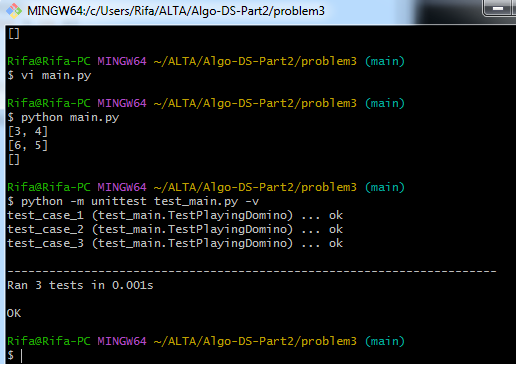 MINGW64:/c/Users/Rifa/ALTA/Algo-DS-Part2/problem3
[]
Rifa@Rifa-PC MINGW64 ~/ALTA/Algo-DS-Part2/problem3 (main)
$ vi main.py
Rifa@Rifa-PC MINGW64 ~/ALTA/Algo-DS-Part2/problem3 (main)
$ python main.py
[3, 4]
[6, 5]
[]
Rifa@Rifa-PC MINGW64 ~/ALTA/Algo-DS-Part2/problem3 (main)
$ python -m unittest test_main.py -v
test_case_1 (test_main.TestPlayingDomino) ... ok
test_case_2 (test_main.TestPlayingDomino) ... ok
test_case_3 (test_main.TestPlayingDomino) ... ok
----------------------------------------------------------------------
Ran 3 tests in 0.001s
OK
Rifa@Rifa-PC MINGW64 ~/ALTA/Algo-DS-Part2/problem3 (main)
$